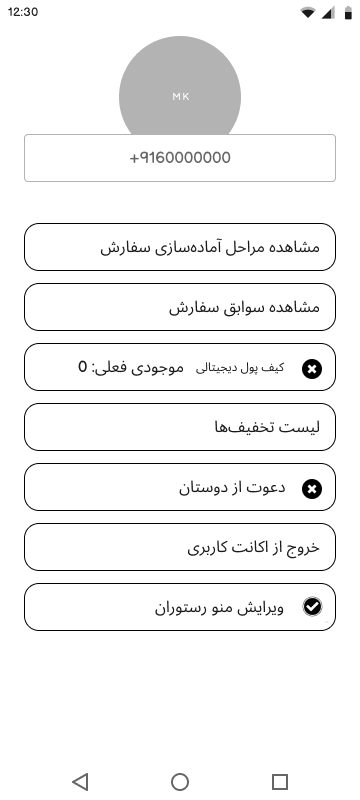 12:30
MK
+9160000000
مشاهده مراحل آماده‌سازی سفارش
مشاهده سوابق سفارش
کیف پول دیجیتالی موجودی فعلی: 0
لیست تخفیف‌ها
دعوت از دوستان
خروج از اکانت کاربری
ویرایش منو رستوران